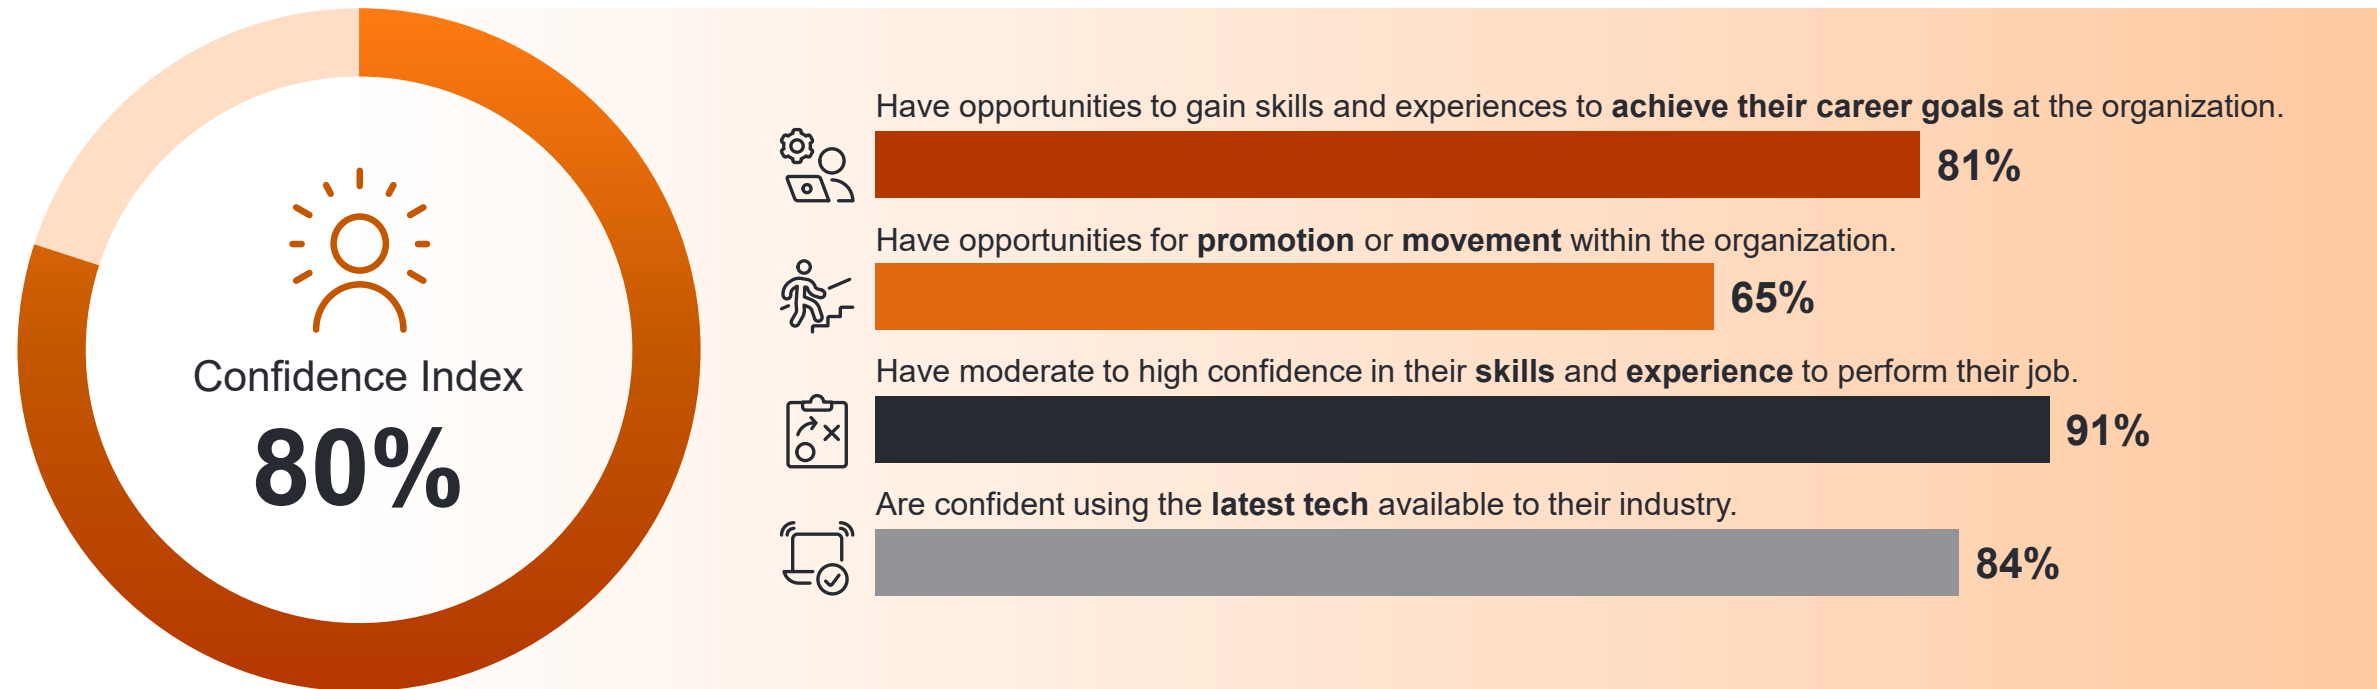 Confidence Index
80%
Have opportunities to gain skills and experiences to achieve their career goals at the organization.
81%
Have opportunities for promotion or movement within the organization.
65%
Have moderate to high confidence in their skills and experience to perform their job.
91%
Are confident using the latest tech available to their industry.
84%